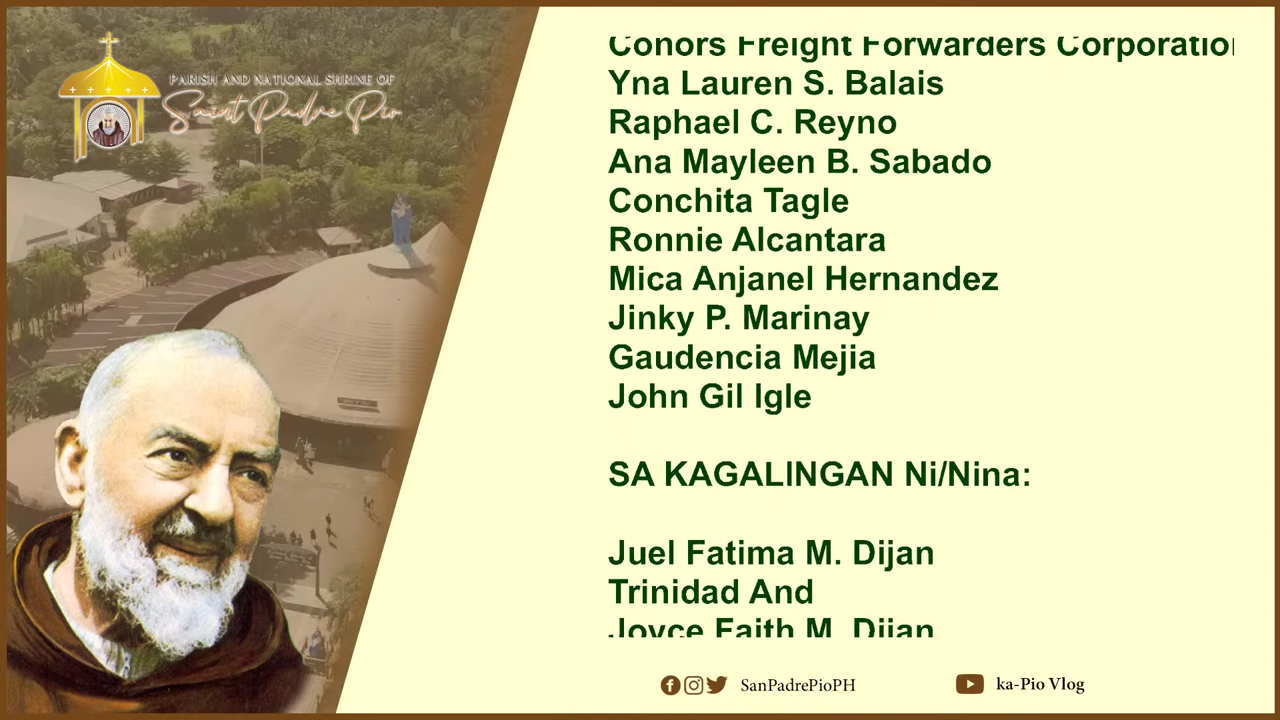 PARISH AND NATIONAL SHRINE OF
Saint Padre Pio
Conors Freight Forwarders
Yna Lauren S. Balais
Raphael C. Reyno
Ana Mayleen B. Sabado
Conchita Tagle
Ronnie Alcantara
Mica Anjanel Hernandez
Jinky P. Marinay
Gaudencia Mejia
John Gil Igle
SA KAGALINGAN Ni/Nina:
Juel Fatima M. Dijan
Trinidad And
Joyce Faith M. Dijan
SanPadrePioPH
ka-Pio Vlog